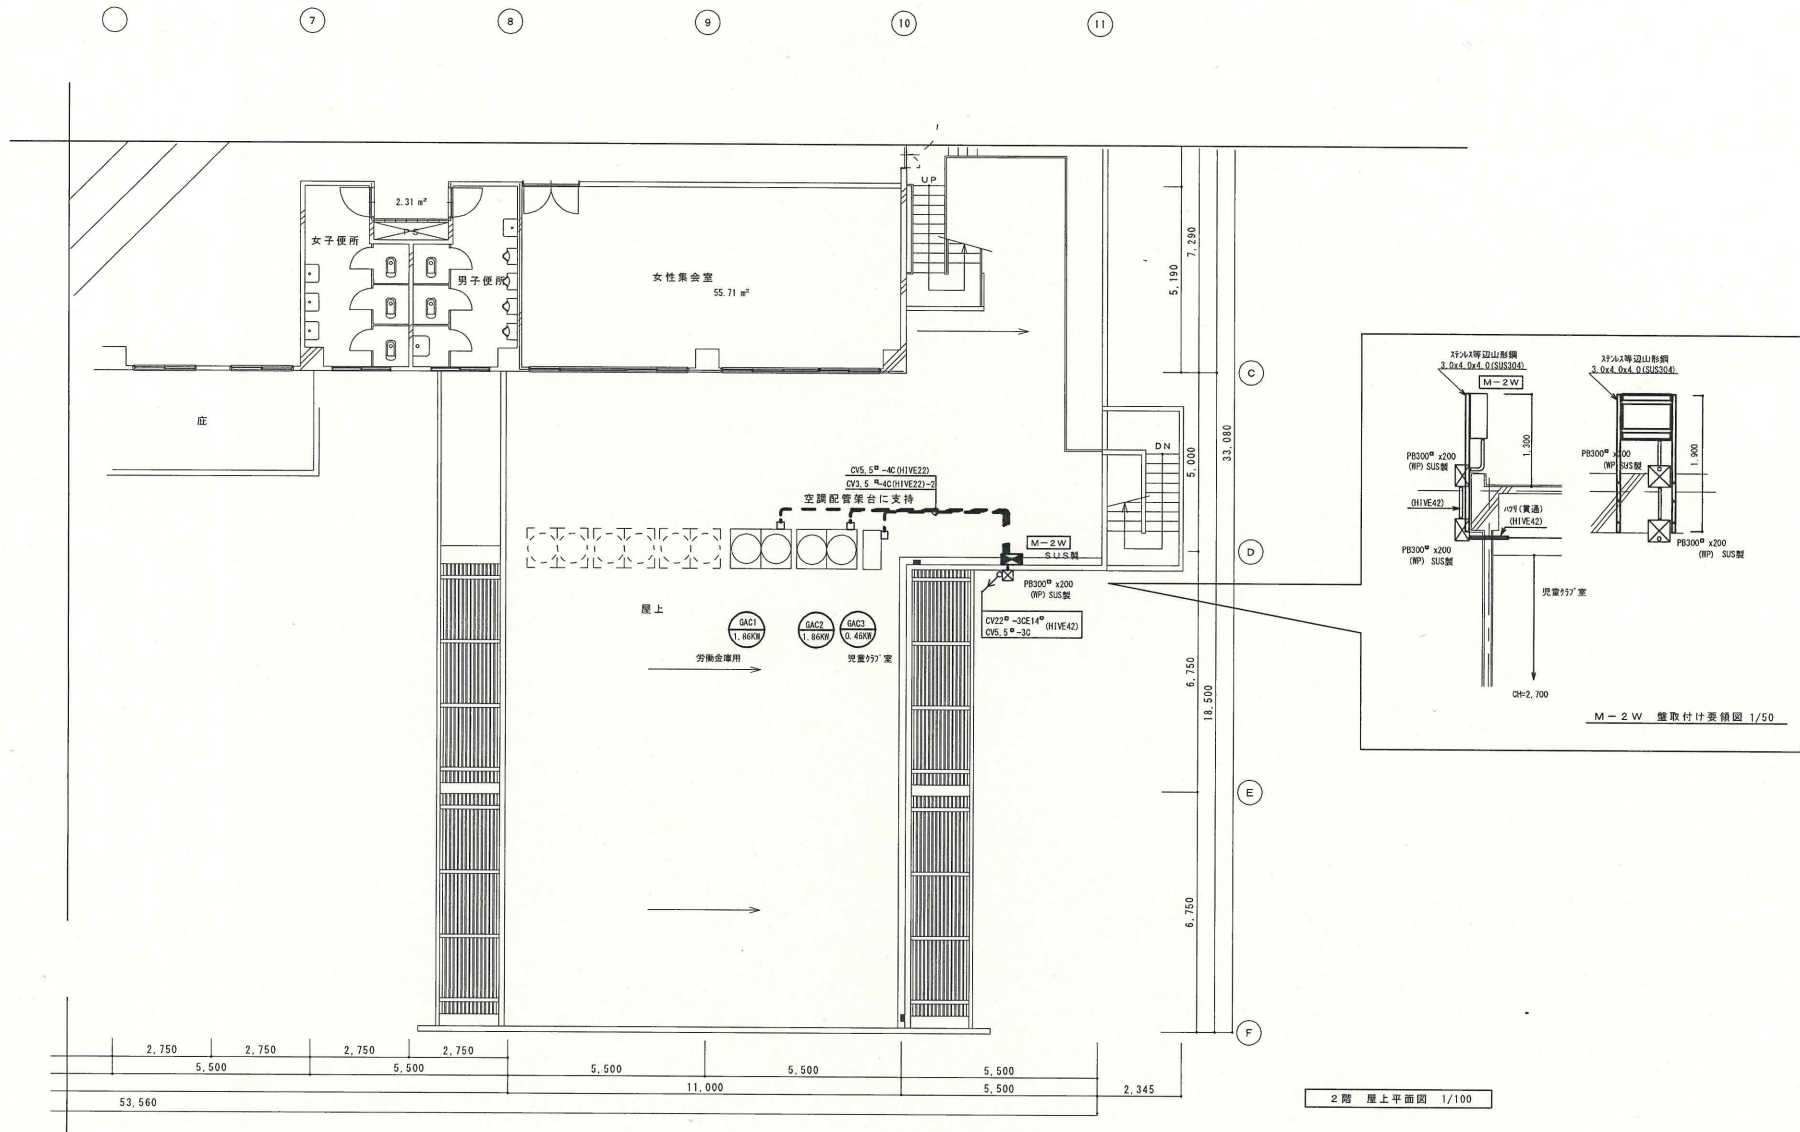 7
8
9
10
11
UP
2.31 m²
PS
女子便所
男子便所
女性集会室
55.71 m²
7,290
5,190
C
庇
DN
5,000
33,080
CV5.5□-4C(HIVE22)
CV3.5□-4C(HIVE22)-2
空調配管架台に支持
M-2W
SUS製
D
PB300□ x200
(WP) SUS製
CV22□-3CE14□(HIVE42)
CV5.5□-3C
屋上
GAC1
1.86KW
GAC2
1.86KW
GAC3
0.46KW
労働金庫用
児童クラブ室
6,750
18,500
E
6,750
F
2,750
2,750
2,750
2,750
5,500
5,500
5,500
5,500
5,500
11,000
5,500
2,345
53,560
ステンレス等辺山形鋼
3.0x4.0x4.0(SUS304)
M-2W
1,300
PB300□ x200
(WP) SUS製
(HIVE42)
ハツリ(貫通)
(HIVE42)
PB300□ x200
(WP) SUS製
児童クラブ室
CH=2,700
ステンレス等辺山形鋼
3.0x4.0x4.0(SUS304)
1,900
PB300□ x200
(WP) SUS製
PB300□ x200
(WP) SUS製
M-2W 盤取付け要領図 1/50
2階 屋上平面図 1/100